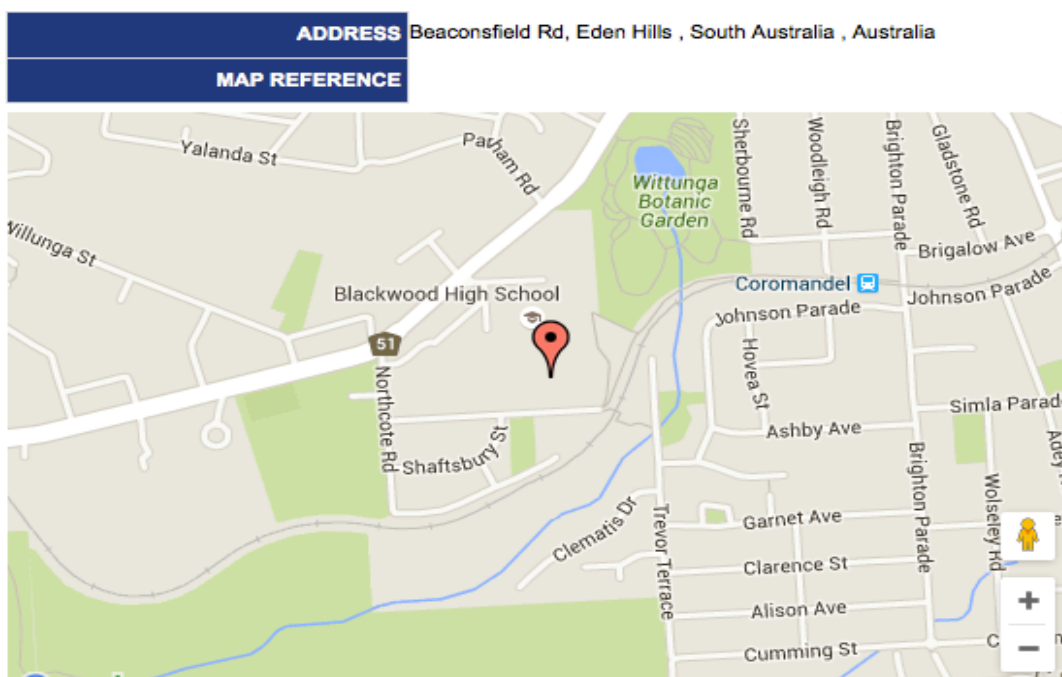 ADDRESS Beaconsfield Rd, Eden Hills , South Australia , Australia
MAP REFERENCE
Yalanda St
Parham Rd
Willunga St
Sherbourne Rd
Woodleigh Rd
Brighton Parade
Gladstone Rd
Wittunga
Botanic
Garden
Brigalow Ave
Coromandel
Blackwood High School
Johnson Parade
Johnson Parade
51
Northcote Rd
Hovea St
Simla Parade
Ashby Ave
Shaftsbury St
Brighton Parade
Wolseley Rd
Adey
Clematis Dr
Trevor Terrace
Garnet Ave
Clarence St
Alison Ave
Cumming St
C
+
−